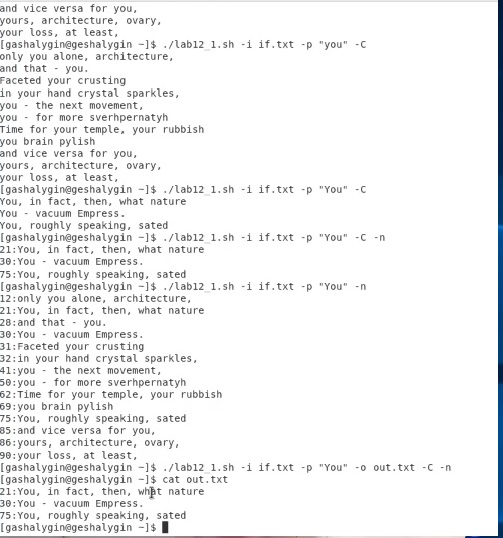 and vice versa for you,
yours, architecture, ovary,
your loss, at least,
[gashalygin@geshalygin ~]$ ./lab12_1.sh -i if.txt -p "you" -C
only you alone, architecture,
and that - you.
Faceted your crusting
in your hand crystal sparkles,
you - the next movement,
you - for more sverhpernatyh
Time for your temple, your rubbish
you brain pylish
and vice versa for you,
yours, architecture, ovary,
your loss, at least,
[gashalygin@geshalygin ~]$ ./lab12_1.sh -i if.txt -p "You" -C
You, in fact, then, what nature
You - vacuum Empress.
You, roughly speaking, sated
[gashalygin@geshalygin ~]$ ./lab12_1.sh -i if.txt -p "You" -C -n
21:You, in fact, then, what nature
30:You - vacuum Empress.
75:You, roughly speaking, sated
[gashalygin@geshalygin ~]$ ./lab12_1.sh -i if.txt -p "You" -n
12:only you alone, architecture,
21:You, in fact, then, what nature
28:and that - you.
30:You - vacuum Empress.
31:Faceted your crusting
32:in your hand crystal sparkles,
41:you - the next movement,
50:you - for more sverhpernatyh
62:Time for your temple, your rubbish
69:you brain pylish
75:You, roughly speaking, sated
85:and vice versa for you,
86:yours, architecture, ovary,
90:your loss, at least,
[gashalygin@geshalygin ~]$ ./lab12_1.sh -i if.txt -p "You" -o out.txt -C -n
[gashalygin@geshalygin ~]$ cat out.txt
21:You, in fact, then, what nature
30:You - vacuum Empress.
75:You, roughly speaking, sated
[gashalygin@geshalygin ~]$